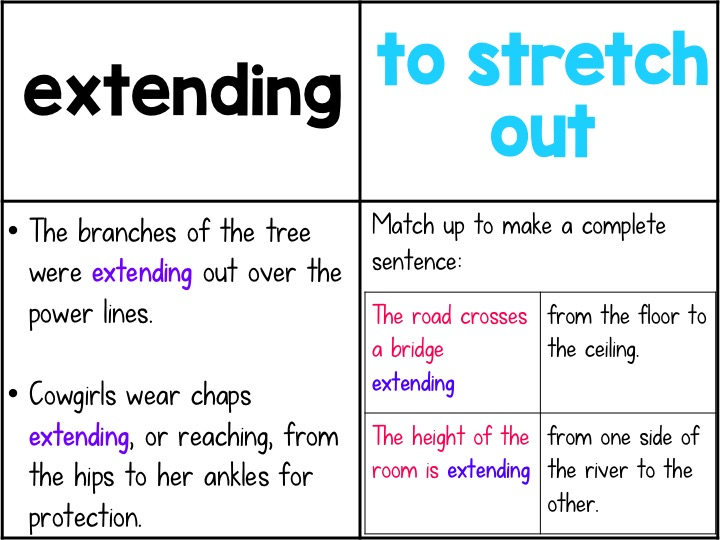 extending
to stretch
out
• The branches of the tree
were extending out over the
power lines.
• Cowgirls wear chaps
extending, or reaching, from
the hips to her ankles for
protection.
Match up to make a complete
sentence:
The road crosses
a bridge
extending
from the floor to
the ceiling.
The height of the
room is extending
from one side of
the river to the
other.